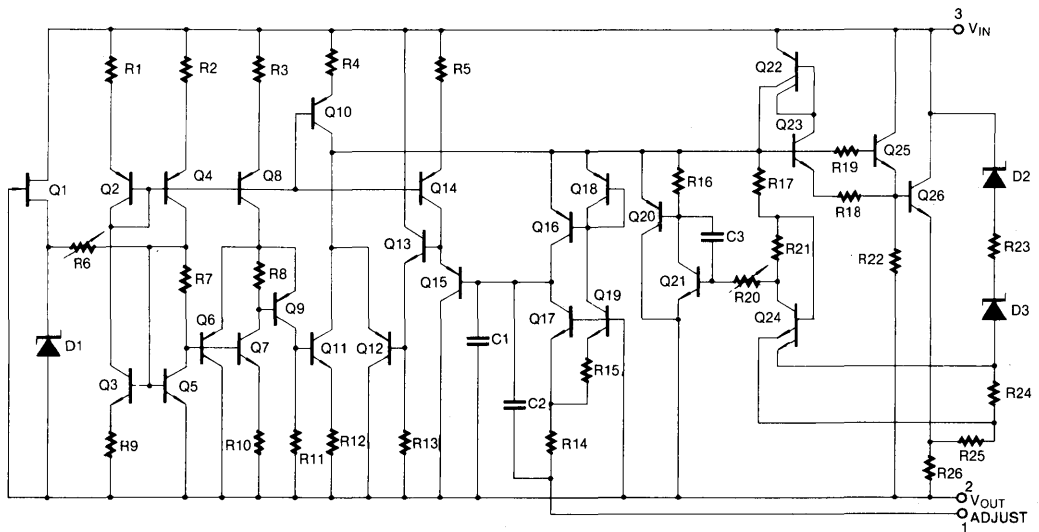 3
VIN
R1
R2
R3
R4
R5
Q10
Q22
Q23
R19
Q25
Q1
Q2
Q4
Q8
Q14
Q18
R16
R17
R18
Q26
D2
Q16
Q20
C3
R6
Q13
R21
R22
R23
R7
R8
Q15
Q21
R20
Q6
Q9
Q19
Q24
D3
D1
Q7
Q11
Q12
C1
Q17
Q3
Q5
R15
R24
C2
R9
R10
R11
R12
R13
R14
R25
R26
2
VOUT
ADJUST
1